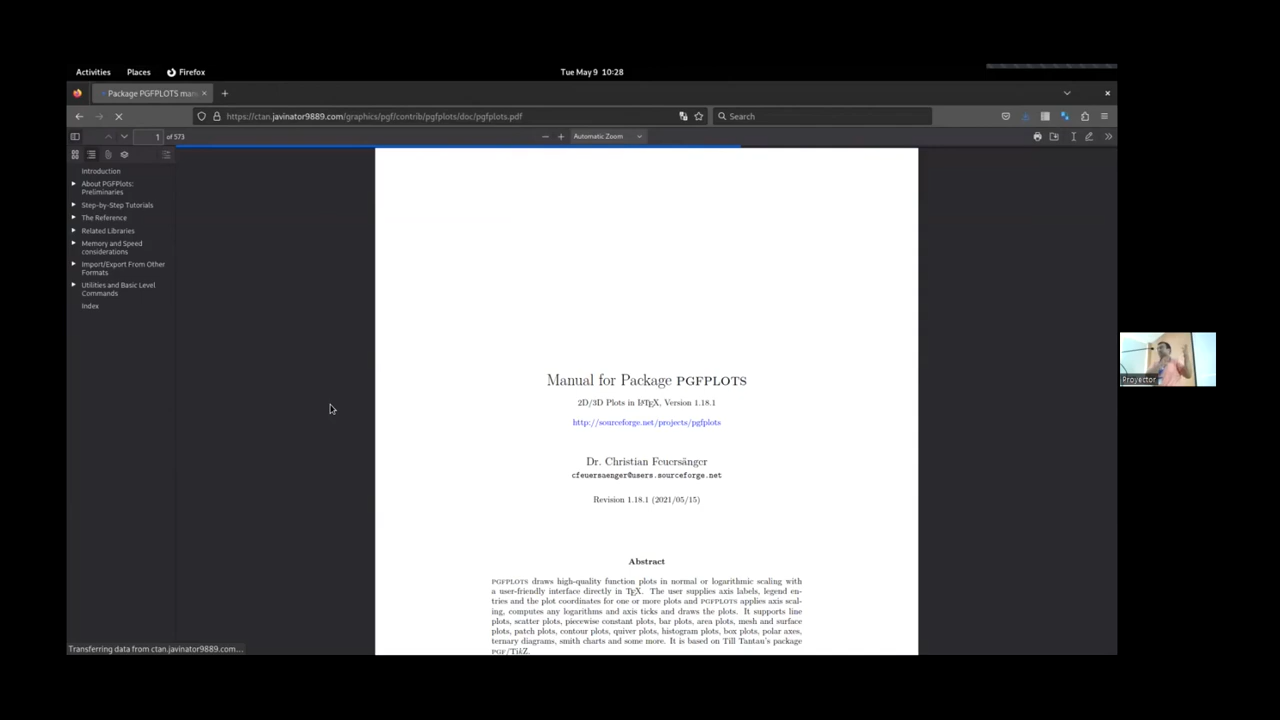 Activities Places Firefox Tue May 9 10:28
Package PGFPLOTS man
https://ctan.javinator9889.com/graphics/pgf/contrib/pgfplots/doc/pgfplots.pdf Search
1 of 573 Automatic Zoom
Introduction
About PGFPlots:
Preliminaries
Step-by-Step Tutorials
The Reference
Related Libraries
Memory and Speed
considerations
Import/Export From Other
Formats
Utilities and Basic Level
Commands
Index
Manual for Package PGFPLOTS
2D/3D Plots in LATEX, Version 1.18.1
http://sourceforge.net/projects/pgfplots
Dr. Christian Feuersänger
cfeuersaenger@users.sourceforge.net
Revision 1.18.1 (2021/05/15)
Abstract
PGFPLOTS draws high-quality function plots in normal or logarithmic scaling with
a user-friendly interface directly in TEX. The user supplies axis labels, legend en-
tries and the plot coordinates for one or more plots and PGFPLOTS applies axis scal-
ing, computes any logarithms and axis ticks and draws the plots. It supports line
plots, scatter plots, piecewise constant plots, bar plots, area plots, mesh and surface
plots, patch plots, contour plots, quiver plots, histogram plots, box plots, polar axes,
ternary diagrams, smith charts and some more. It is based on Till Tantau's package
PGF/TikZ.
Transferring data from ctan.javinator9889.com...
Proyector